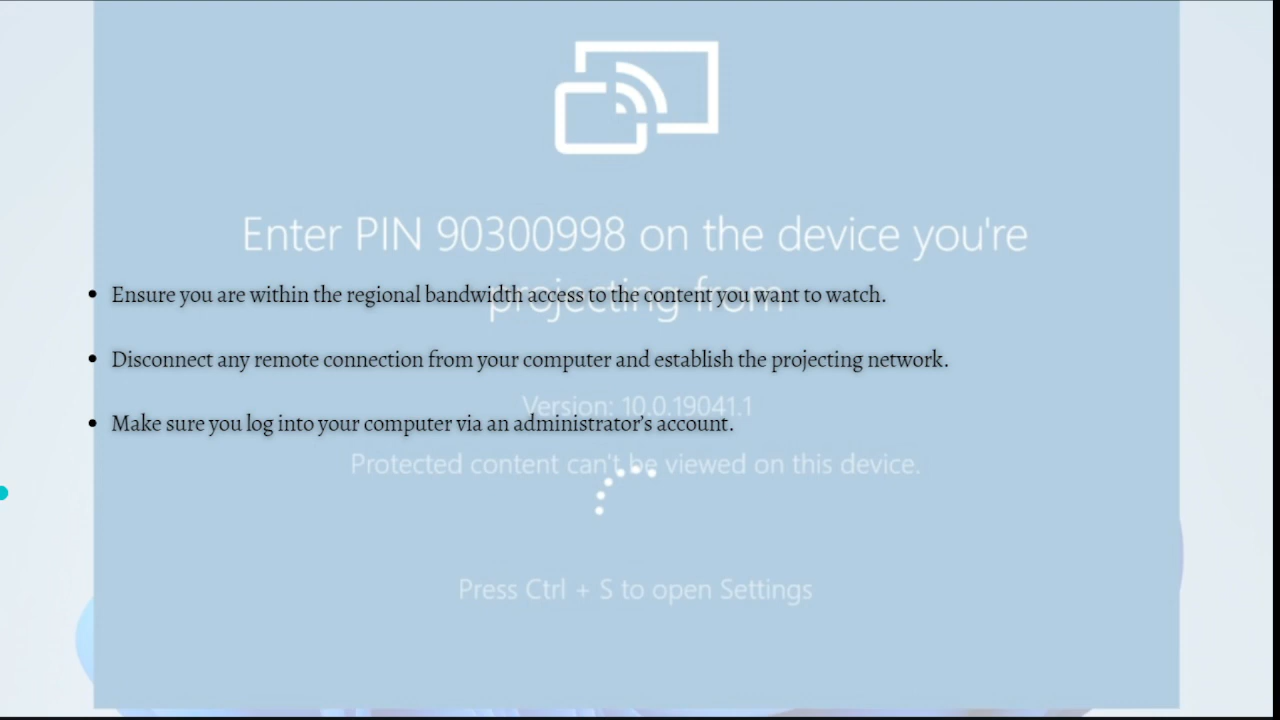 Enter PIN 90300998 on the device you're
projecting from
• Ensure you are within the regional bandwidth access to the content you want to watch.
• Disconnect any remote connection from your computer and establish the projecting network.
Version: 10.0.19041.1
• Make sure you log into your computer via an administrator's account.
Protected content can't be viewed on this device.
Press Ctrl + S to open Settings